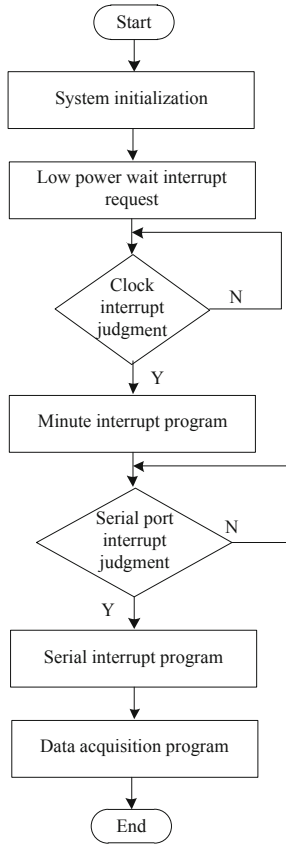 Start
System initialization
Low power wait interrupt
request
Clock
interrupt
judgment
N
Y
Minute interrupt program
Serial port
interrupt
judgment
N
Y
Serial interrupt program
Data acquisition program
End